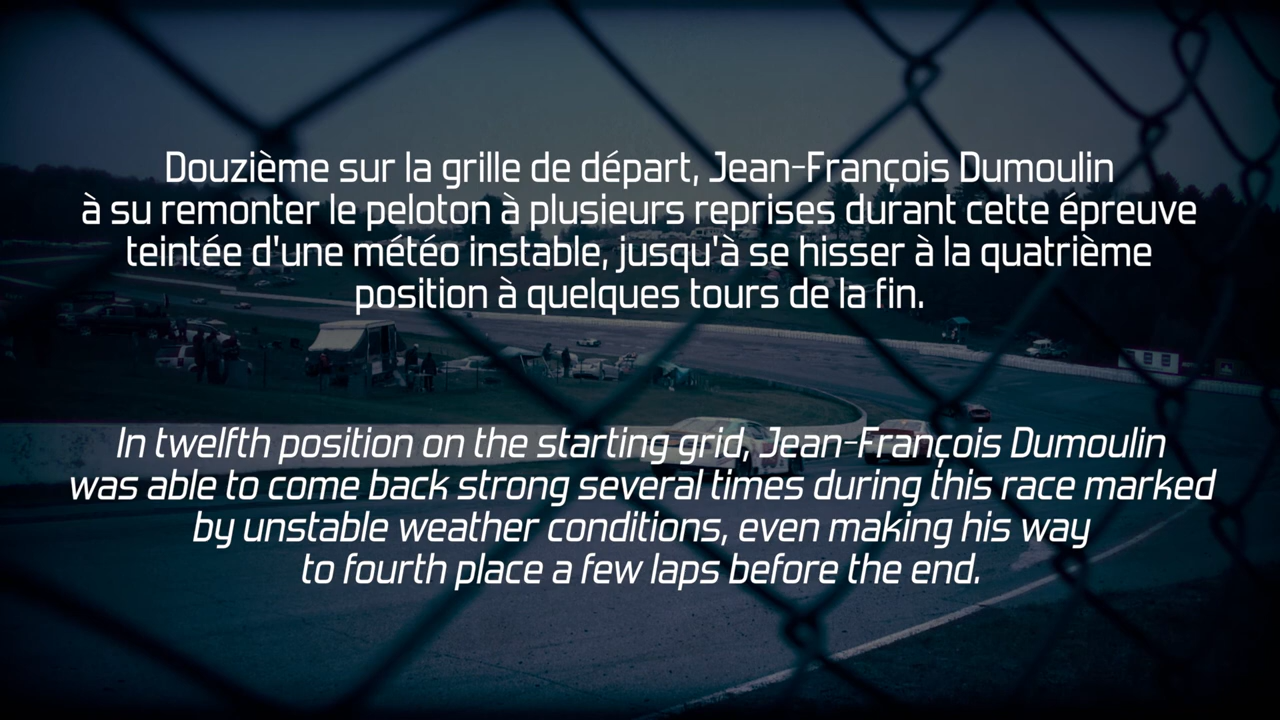 Douzième sur la grille de départ, Jean-François Dumoulin
à su remonter le peloton à plusieurs reprises durant cette épreuve
teintée d'une météo instable, jusqu'à se hisser à la quatrième
position à quelques tours de la fin.
In twelfth position on the starting grid, Jean-François Dumoulin
was able to come back strong several times during this race marked
by unstable weather conditions, even making his way
to fourth place a few laps before the end.